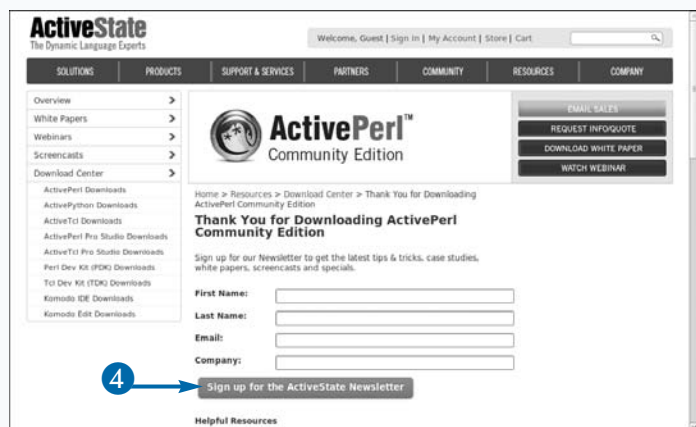 ActiveState
The Dynamic Language Experts
Welcome, Guest | Sign In | My Account | Store | Cart
SOLUTIONS PRODUCTS SUPPORT & SERVICES PARTNERS COMMUNITY RESOURCES COMPANY
Overview
White Papers
Webinars
Screencasts
Download Center
ActivePerl Downloads
ActivePython Downloads
ActiveTcl Downloads
ActivePerl Pro Studio Downloads
ActiveTcl Pro Studio Downloads
Perl Dev Kit (PDK) Downloads
Tcl Dev Kit (TDK) Downloads
Komodo IDE Downloads
Komodo Edit Downloads
ActivePerl™
Community Edition
EMAIL SALES
REQUEST INFO/QUOTE
DOWNLOAD WHITE PAPER
WATCH WEBINAR
Home > Resources > Download Center > Thank You for Downloading
ActivePerl Community Edition
Thank You for Downloading ActivePerl
Community Edition
Sign up for our Newsletter to get the latest tips & tricks, case studies,
white papers, screencasts and specials.
First Name:
Last Name:
Email:
Company:
4
Sign up for the ActiveState Newsletter
Helpful Resources